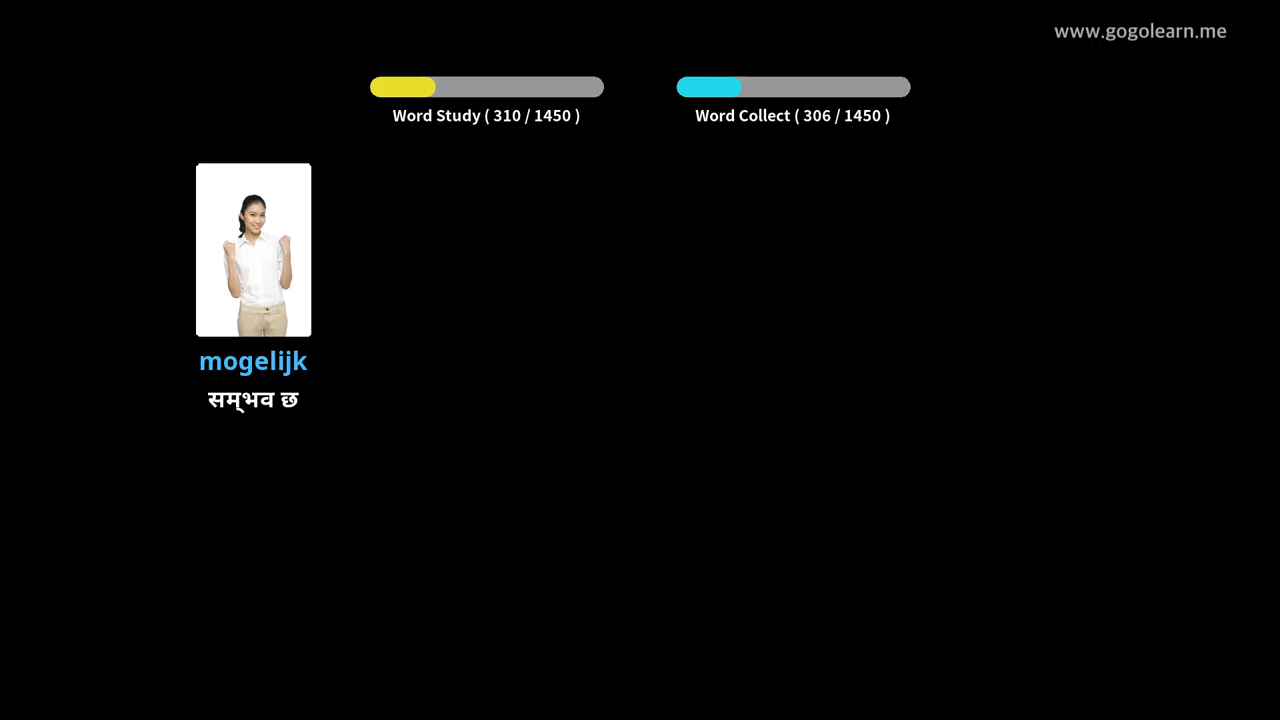 www.gogolearn.me
Word Study ( 310 / 1450 )
Word Collect ( 306 / 1450 )
mogelijk
सम्‌भव छ